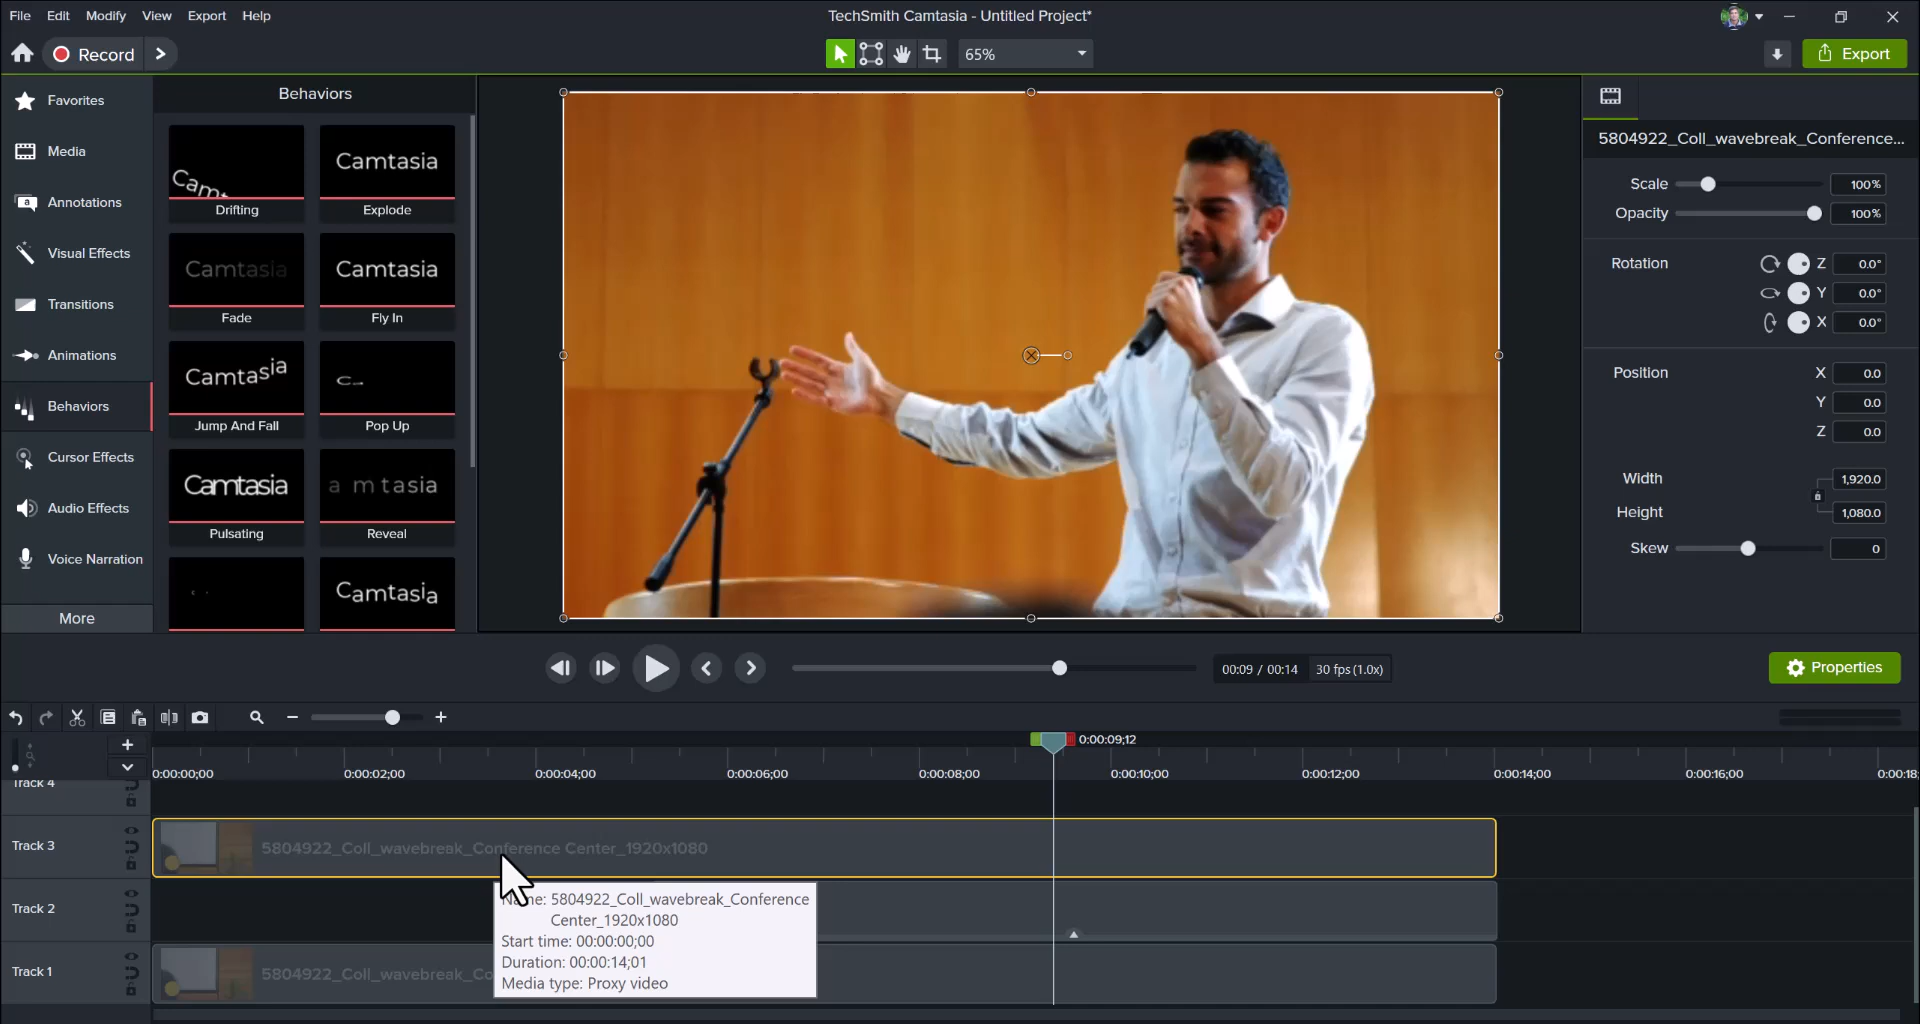 File Edit Modify View Export Help
TechSmith Camtasia - Untitled Project*
Record
65%
Export
Favorites
Media
Annotations
Visual Effects
Transitions
Animations
Behaviors
Cursor Effects
Audio Effects
Voice Narration
More
Behaviors
Camtasia
Drifting
Explode
Camtasia
Camtasia
Fade
Fly In
Camtasia
Jump And Fall
Pop Up
Camtasia
a m t a s i a
Pulsating
Reveal
Camtasia
5804922_Coll_wavebreak_Conference...
Scale 100%
Opacity 100%
Rotation Z 0.0°
Y 0.0°
X 0.0°
Position X 0.0
Y 0.0
Z 0.0
Width 1,920.0
Height 1,080.0
Skew 0
00:09 / 00:14 30 fps (1.0x)
Properties
0:00:09;12
0:00:00;00 0:00:02;00 0:00:04;00 0:00:06;00 0:00:08;00 0:00:10;00 0:00:12;00 0:00:14;00 0:00:16;00 0:00:18;
Track 4
Track 3
5804922_Coll_wavebreak_Conference Center_1920x1080
Track 2
Name: 5804922_Coll_wavebreak_Conference
Center_1920x1080
Start time: 00:00:00;00
Duration: 00:00:14;01
Media type: Proxy video
Track 1
5804922_Coll_wavebreak_Co